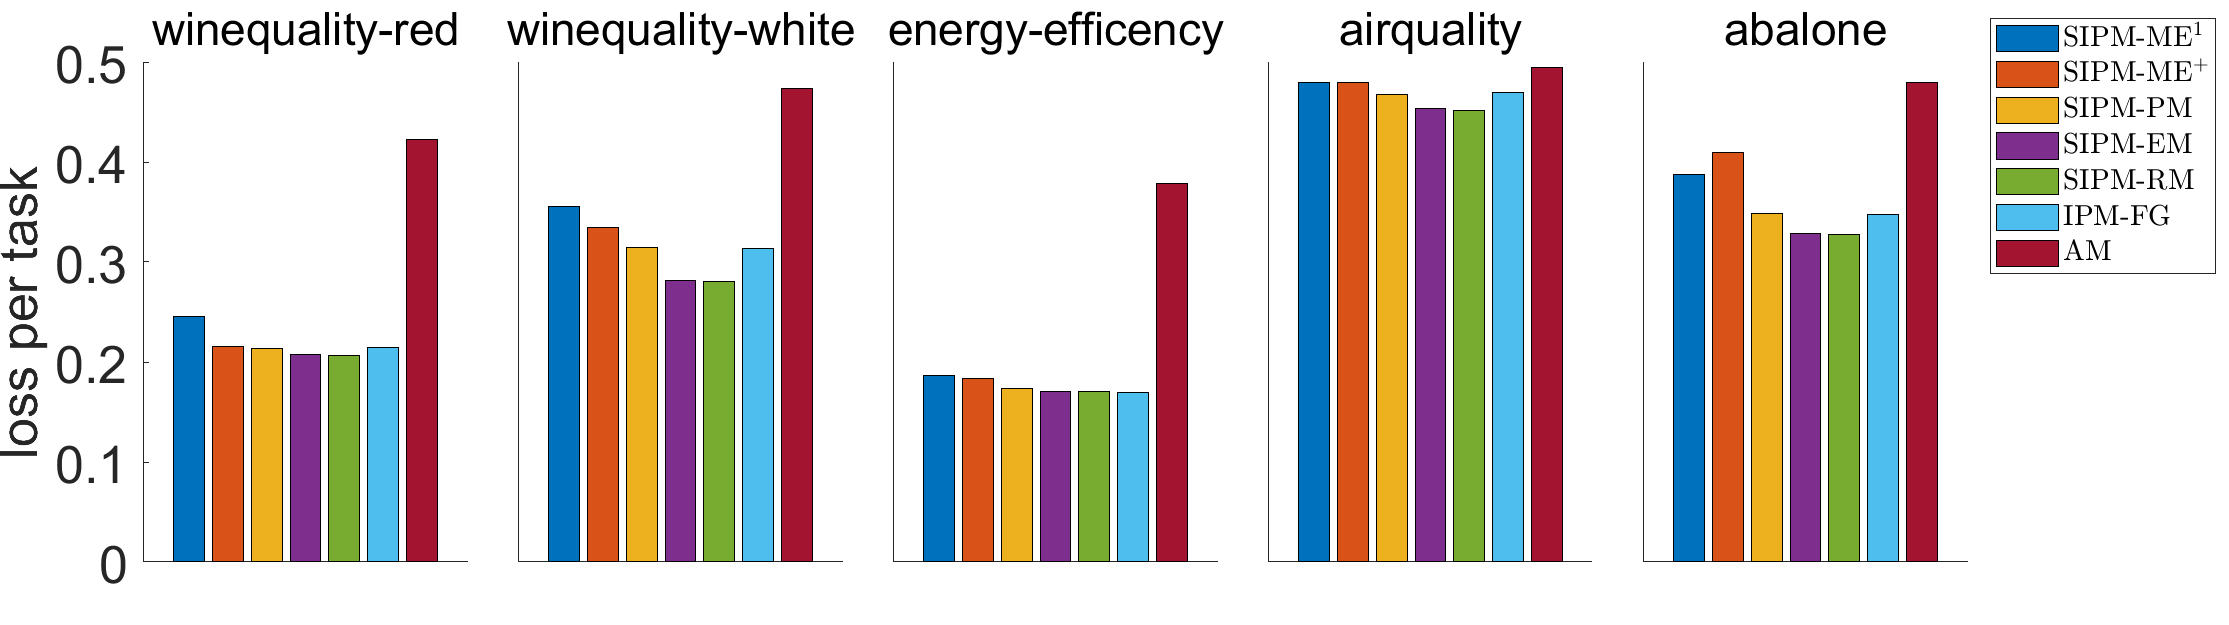 winequality-red
winequality-white
energy-efficency
airquality
abalone
loss per task
0.5
0.4
0.3
0.2
0.1
0
SIPM-ME¹
SIPM-ME⁺
SIPM-PM
SIPM-EM
SIPM-RM
IPM-FG
AM